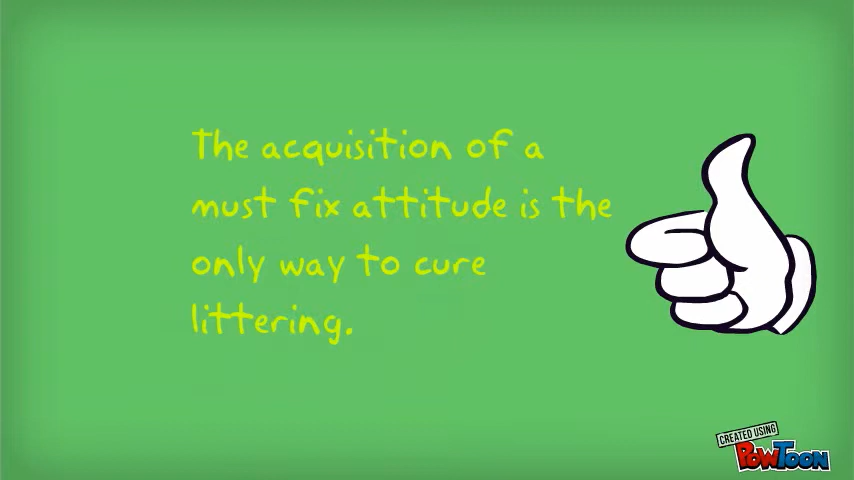 The acquisition of a
must fix attitude is the
only way to cure
littering.
CREATED USING
POWTOON